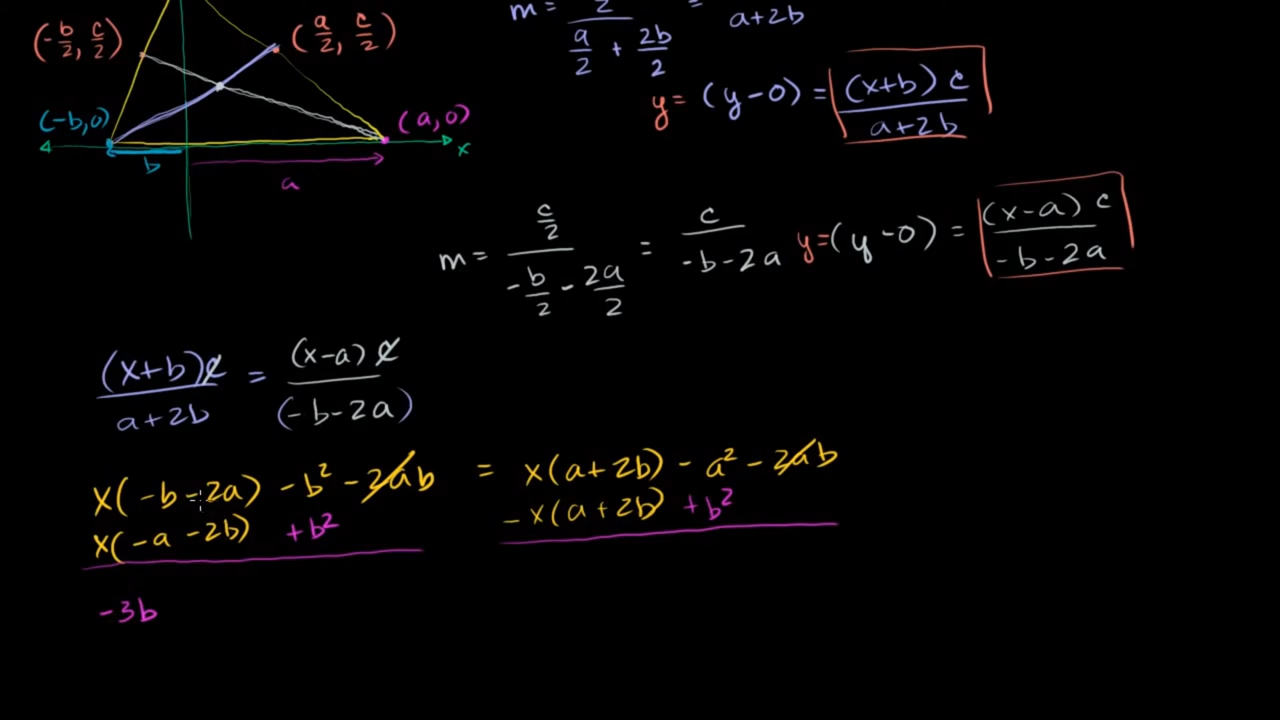 (-b/2, c/2) (a/2, c/2)
m = 2/(a/2 + 2b/2) = a+2b
y= (y-0) = (x+b) c/(a+2b)
(-b,0) (a,0)
b x
a
m = (c/2)/(-b/2 - 2a/2) = c/(-b-2a) y=(y-0) = (x-a) c/(-b-2a)
(x+b)c/(a+2b) = (x-a) c/(-b-2a)
x(-b-2a) -b² -2ab = x(a+2b) -a² -2ab
x(-a -2b) +b² -x(a+2b) +b²
-3b